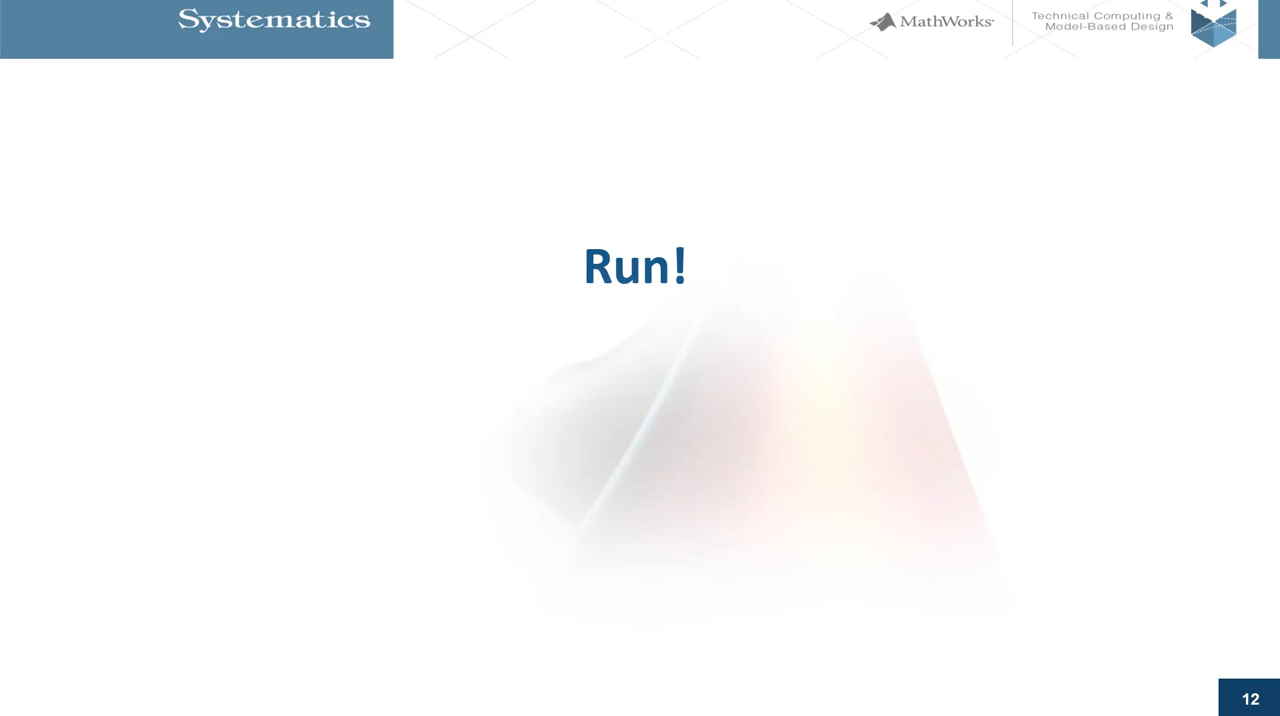 Systematics
MathWorks
Technical Computing &
Model-Based Design
Run!
12